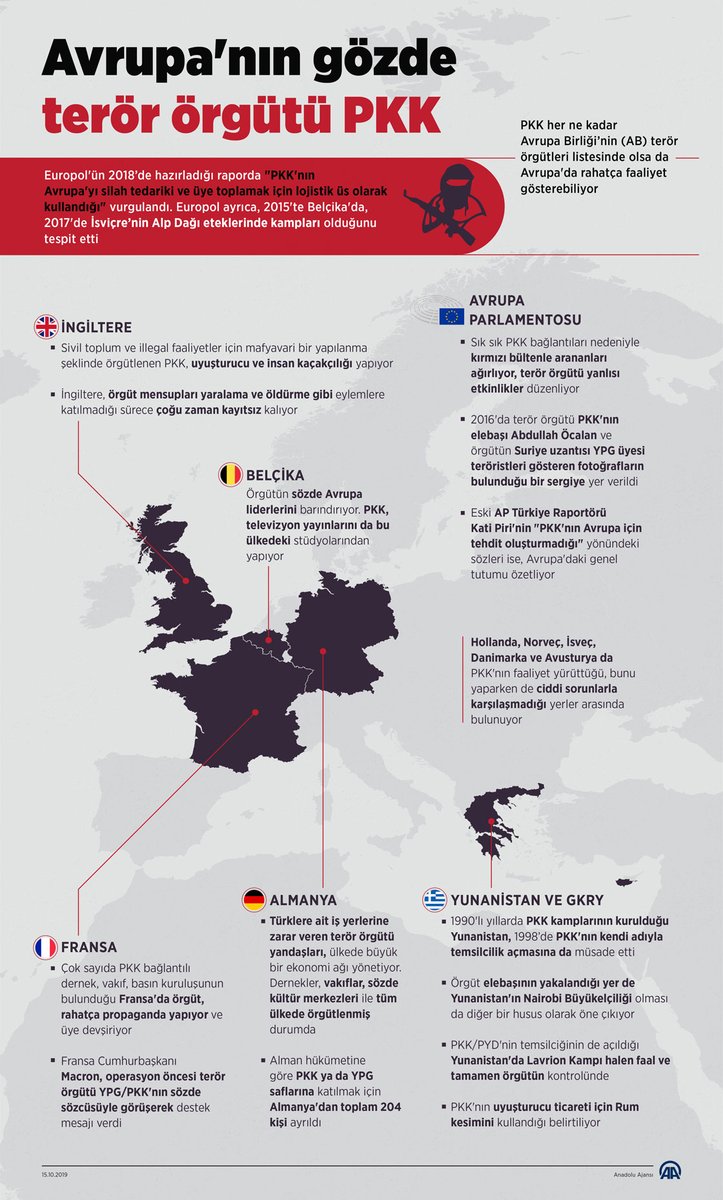 Avrupa'nın gözde
terör örgütü PKK
PKK her ne kadar
Avrupa Birliği'nin (AB) terör
örgütleri listesinde olsa da
Avrupa'da rahatça faaliyet
gösterebiliyor
Europol'ün 2018'de hazırladığı raporda "PKK'nın
Avrupa'yı silah tedariki ve üye toplamak için lojistik üs olarak
kullandığı" vurgulandı. Europol ayrıca, 2015'te Belçika'da,
2017'de İsviçre'nin Alp Dağı eteklerinde kampları olduğunu
tespit etti
İNGİLTERE
▪ Sivil toplum ve illegal faaliyetler için mafyavari bir yapılanma
şeklinde örgütlenen PKK, uyuşturucu ve insan kaçakçılığı yapıyor
▪ İngiltere, örgüt mensupları yaralama ve öldürme gibi eylemlere
katılmadığı sürece çoğu zaman kayıtsız kalıyor
AVRUPA
PARLAMENTOSU
▪ Sık sık PKK bağlantıları nedeniyle
kırmızı bültenle arananları
ağırlıyor, terör örgütü yanlısı
etkinlikler düzenliyor
▪ 2016'da terör örgütü PKK'nın
elebaşı Abdullah Öcalan ve
örgütün Suriye uzantısı YPG üyesi
teröristleri gösteren fotoğrafların
bulunduğu bir sergiye yer verildi
▪ Eski AP Türkiye Raportörü
Kati Piri'nin "PKK'nın Avrupa için
tehdit oluşturmadığı" yönündeki
sözleri ise, Avrupa'daki genel
tutumu özetliyor
BELÇİKA
Örgütün sözde Avrupa
liderlerini barındırıyor. PKK,
televizyon yayınlarını da bu
ülkedeki stüdyolarından
yapıyor
Hollanda, Norveç, İsveç,
Danimarka ve Avusturya da
PKK'nın faaliyet yürüttüğü, bunu
yaparken de ciddi sorunlarla
karşılaşmadığı yerler arasında
bulunuyor
FRANSA
▪ Çok sayıda PKK bağlantılı
dernek, vakıf, basın kuruluşunun
bulunduğu Fransa'da örgüt,
rahatça propaganda yapıyor ve
üye devşiriyor
▪ Fransa Cumhurbaşkanı
Macron, operasyon öncesi terör
örgütü YPG/PKK'nın sözde
sözcüsüyle görüşerek destek
mesajı verdi
ALMANYA
▪ Türklere ait iş yerlerine
zarar veren terör örgütü
yandaşları, ülkede büyük
bir ekonomi ağı yönetiyor.
Dernekler, vakıflar, sözde
kültür merkezleri ile tüm
ülkede örgütlenmiş
durumda
▪ Alman hükümetine
göre PKK ya da YPG
saflarına katılmak için
Almanya'dan toplam 204
kişi ayrıldı
YUNANİSTAN VE GKRY
▪ 1990'lı yıllarda PKK kamplarının kurulduğu
Yunanistan, 1998'de PKK'nın kendi adıyla
temsilcilik açmasına da müsade etti
▪ Örgüt elebaşının yakalandığı yer de
Yunanistan'ın Nairobi Büyükelçiliği olması
da diğer bir husus olarak öne çıkıyor
▪ PKK/PYD'nin temsilciğinin de açıldığı
Yunanistan'da Lavrion Kampı halen faal ve
tamamen örgütün kontrolünde
▪ PKK'nın uyuşturucu ticareti için Rum
kesimini kullandığı belirtiliyor
15.10.2019
Anadolu Ajansı
AA